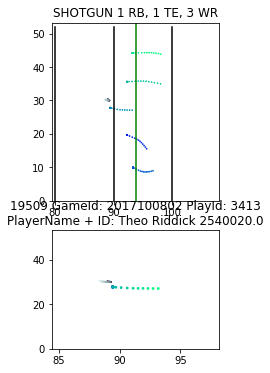 SHOTGUN 1 RB, 1 TE, 3 WR
50
40
30
20
10
0
80 90 100
19509 GameId: 2017100802 PlayId: 3413
PlayerName + ID: Theo Riddick 2540020.0
40
20
0
85 90 95